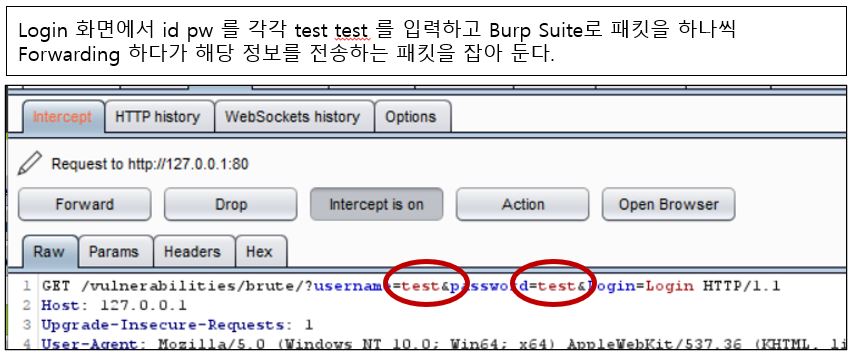 Login 화면에서 id pw 를 각각 test test 를 입력하고 Burp Suite로 패킷을 하나씩
Forwarding 하다가 해당 정보를 전송하는 패킷을 잡아 둔다.
Intercept HTTP history WebSockets history Options
Request to http://127.0.0.1:80
Forward Drop Intercept is on Action Open Browser
Raw Params Headers Hex
1 GET /vulnerabilities/brute/?username=test&password=test&Login=Login HTTP/1.1
2 Host: 127.0.0.1
3 Upgrade-Insecure-Requests: 1
4 User-Agent: Mozilla/5.0 (Windows NT 10.0; Win64; x64) AppleWebKit/537.36 (KHTML, li